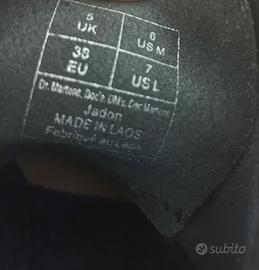 5 UK
6 US M
38 EU
7 US L
Dr. Martens, Doc's, DM's, Doc Martens
Jadon
MADE IN LAOS
Fabriqué au Laos
subito